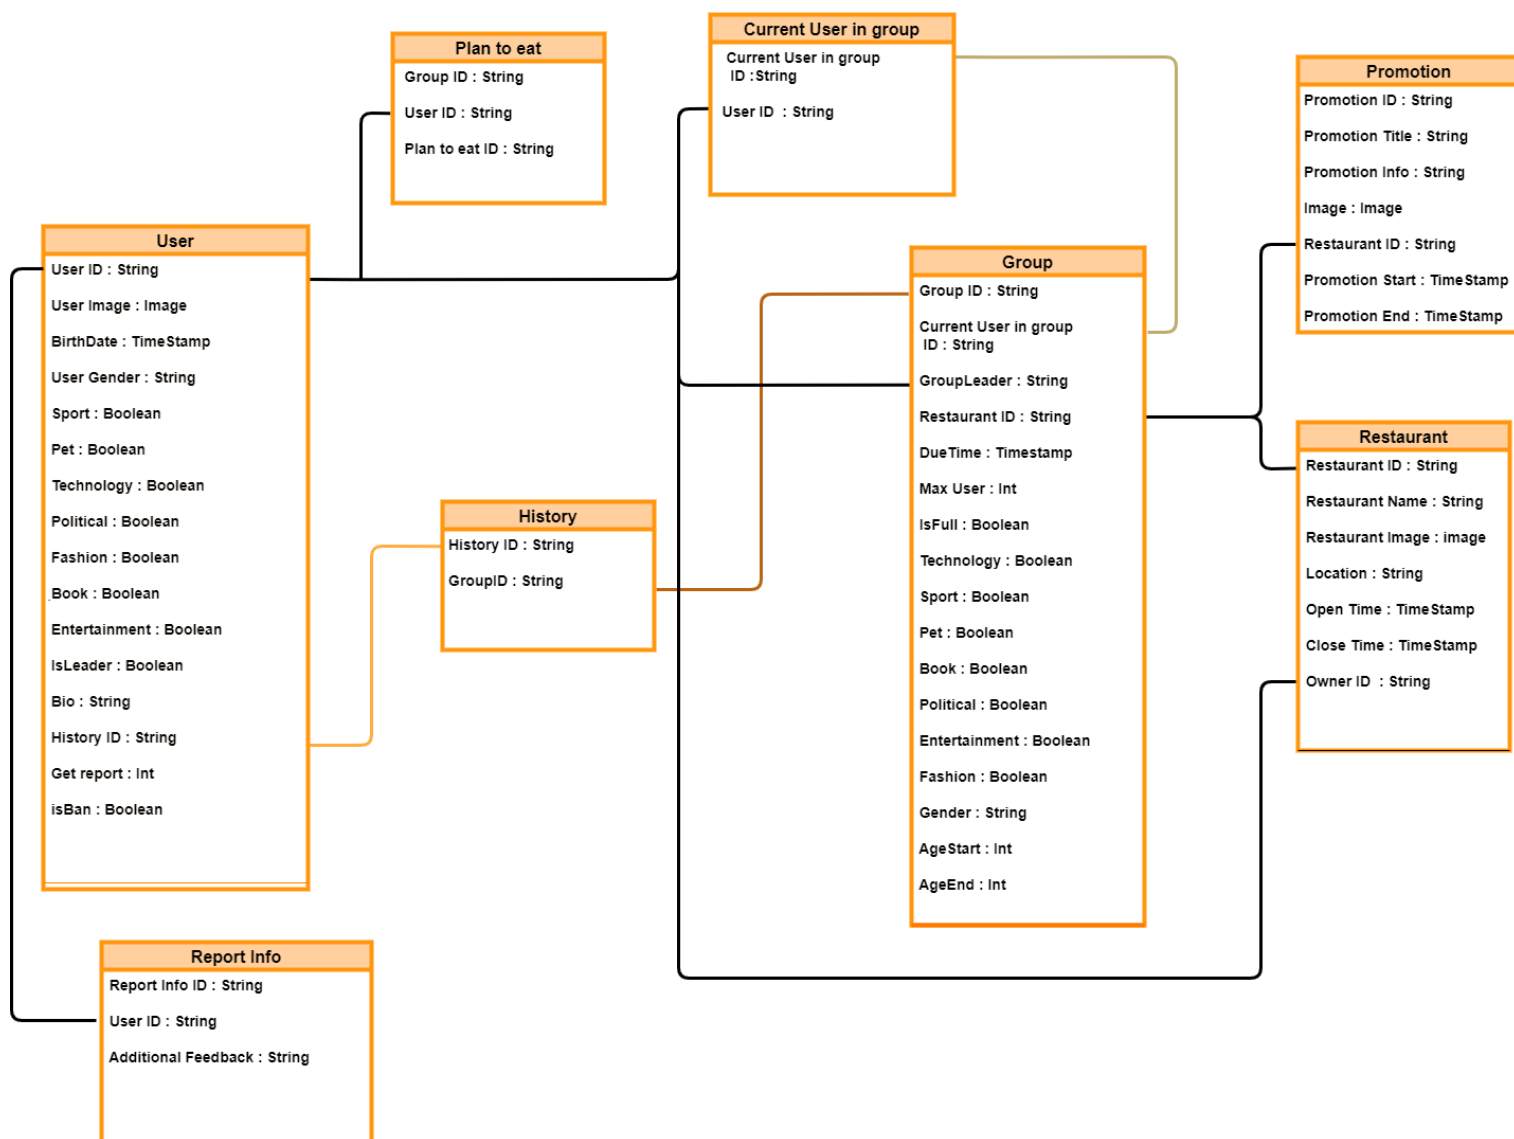 Plan to eat
Group ID : String
User ID : String
Plan to eat ID : String
Current User in group
Current User in group
ID :String
User ID : String
Promotion
Promotion ID : String
Promotion Title : String
Promotion Info : String
Image : Image
Restaurant ID : String
Promotion Start : TimeStamp
Promotion End : TimeStamp
User
User ID : String
User Image : Image
BirthDate : TimeStamp
User Gender : String
Sport : Boolean
Pet : Boolean
Technology : Boolean
Political : Boolean
Fashion : Boolean
Book : Boolean
Entertainment : Boolean
IsLeader : Boolean
Bio : String
History ID : String
Get report : Int
isBan : Boolean
Group
Group ID : String
Current User in group
ID : String
GroupLeader : String
Restaurant ID : String
DueTime : Timestamp
Max User : Int
IsFull : Boolean
Technology : Boolean
Sport : Boolean
Pet : Boolean
Book : Boolean
Political : Boolean
Entertainment : Boolean
Fashion : Boolean
Gender : String
AgeStart : Int
AgeEnd : Int
Restaurant
Restaurant ID : String
Restaurant Name : String
Restaurant Image : image
Location : String
Open Time : TimeStamp
Close Time : TimeStamp
Owner ID : String
History
History ID : String
GroupID : String
Report Info
Report Info ID : String
User ID : String
Additional Feedback : String